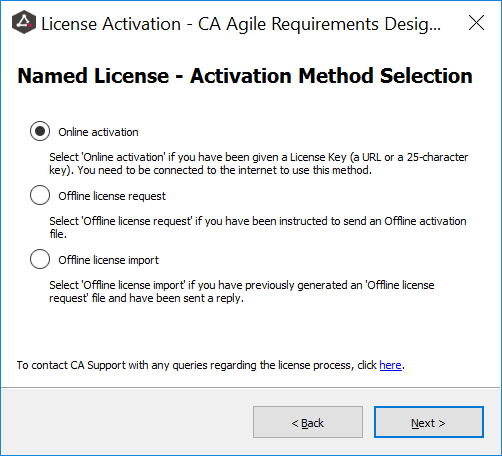 License Activation - CA Agile Requirements Desig...
Named License - Activation Method Selection
Online activation
Select 'Online activation' if you have been given a License Key (a URL or a 25-character
key). You need to be connected to the internet to use this method.
Offline license request
Select 'Offline license request' if you have been instructed to send an Offline activation
file.
Offline license import
Select 'Offline license import' if you have previously generated an 'Offline license
request' file and have been sent a reply.
To contact CA Support with any queries regarding the license process, click here.
< Back
Next >